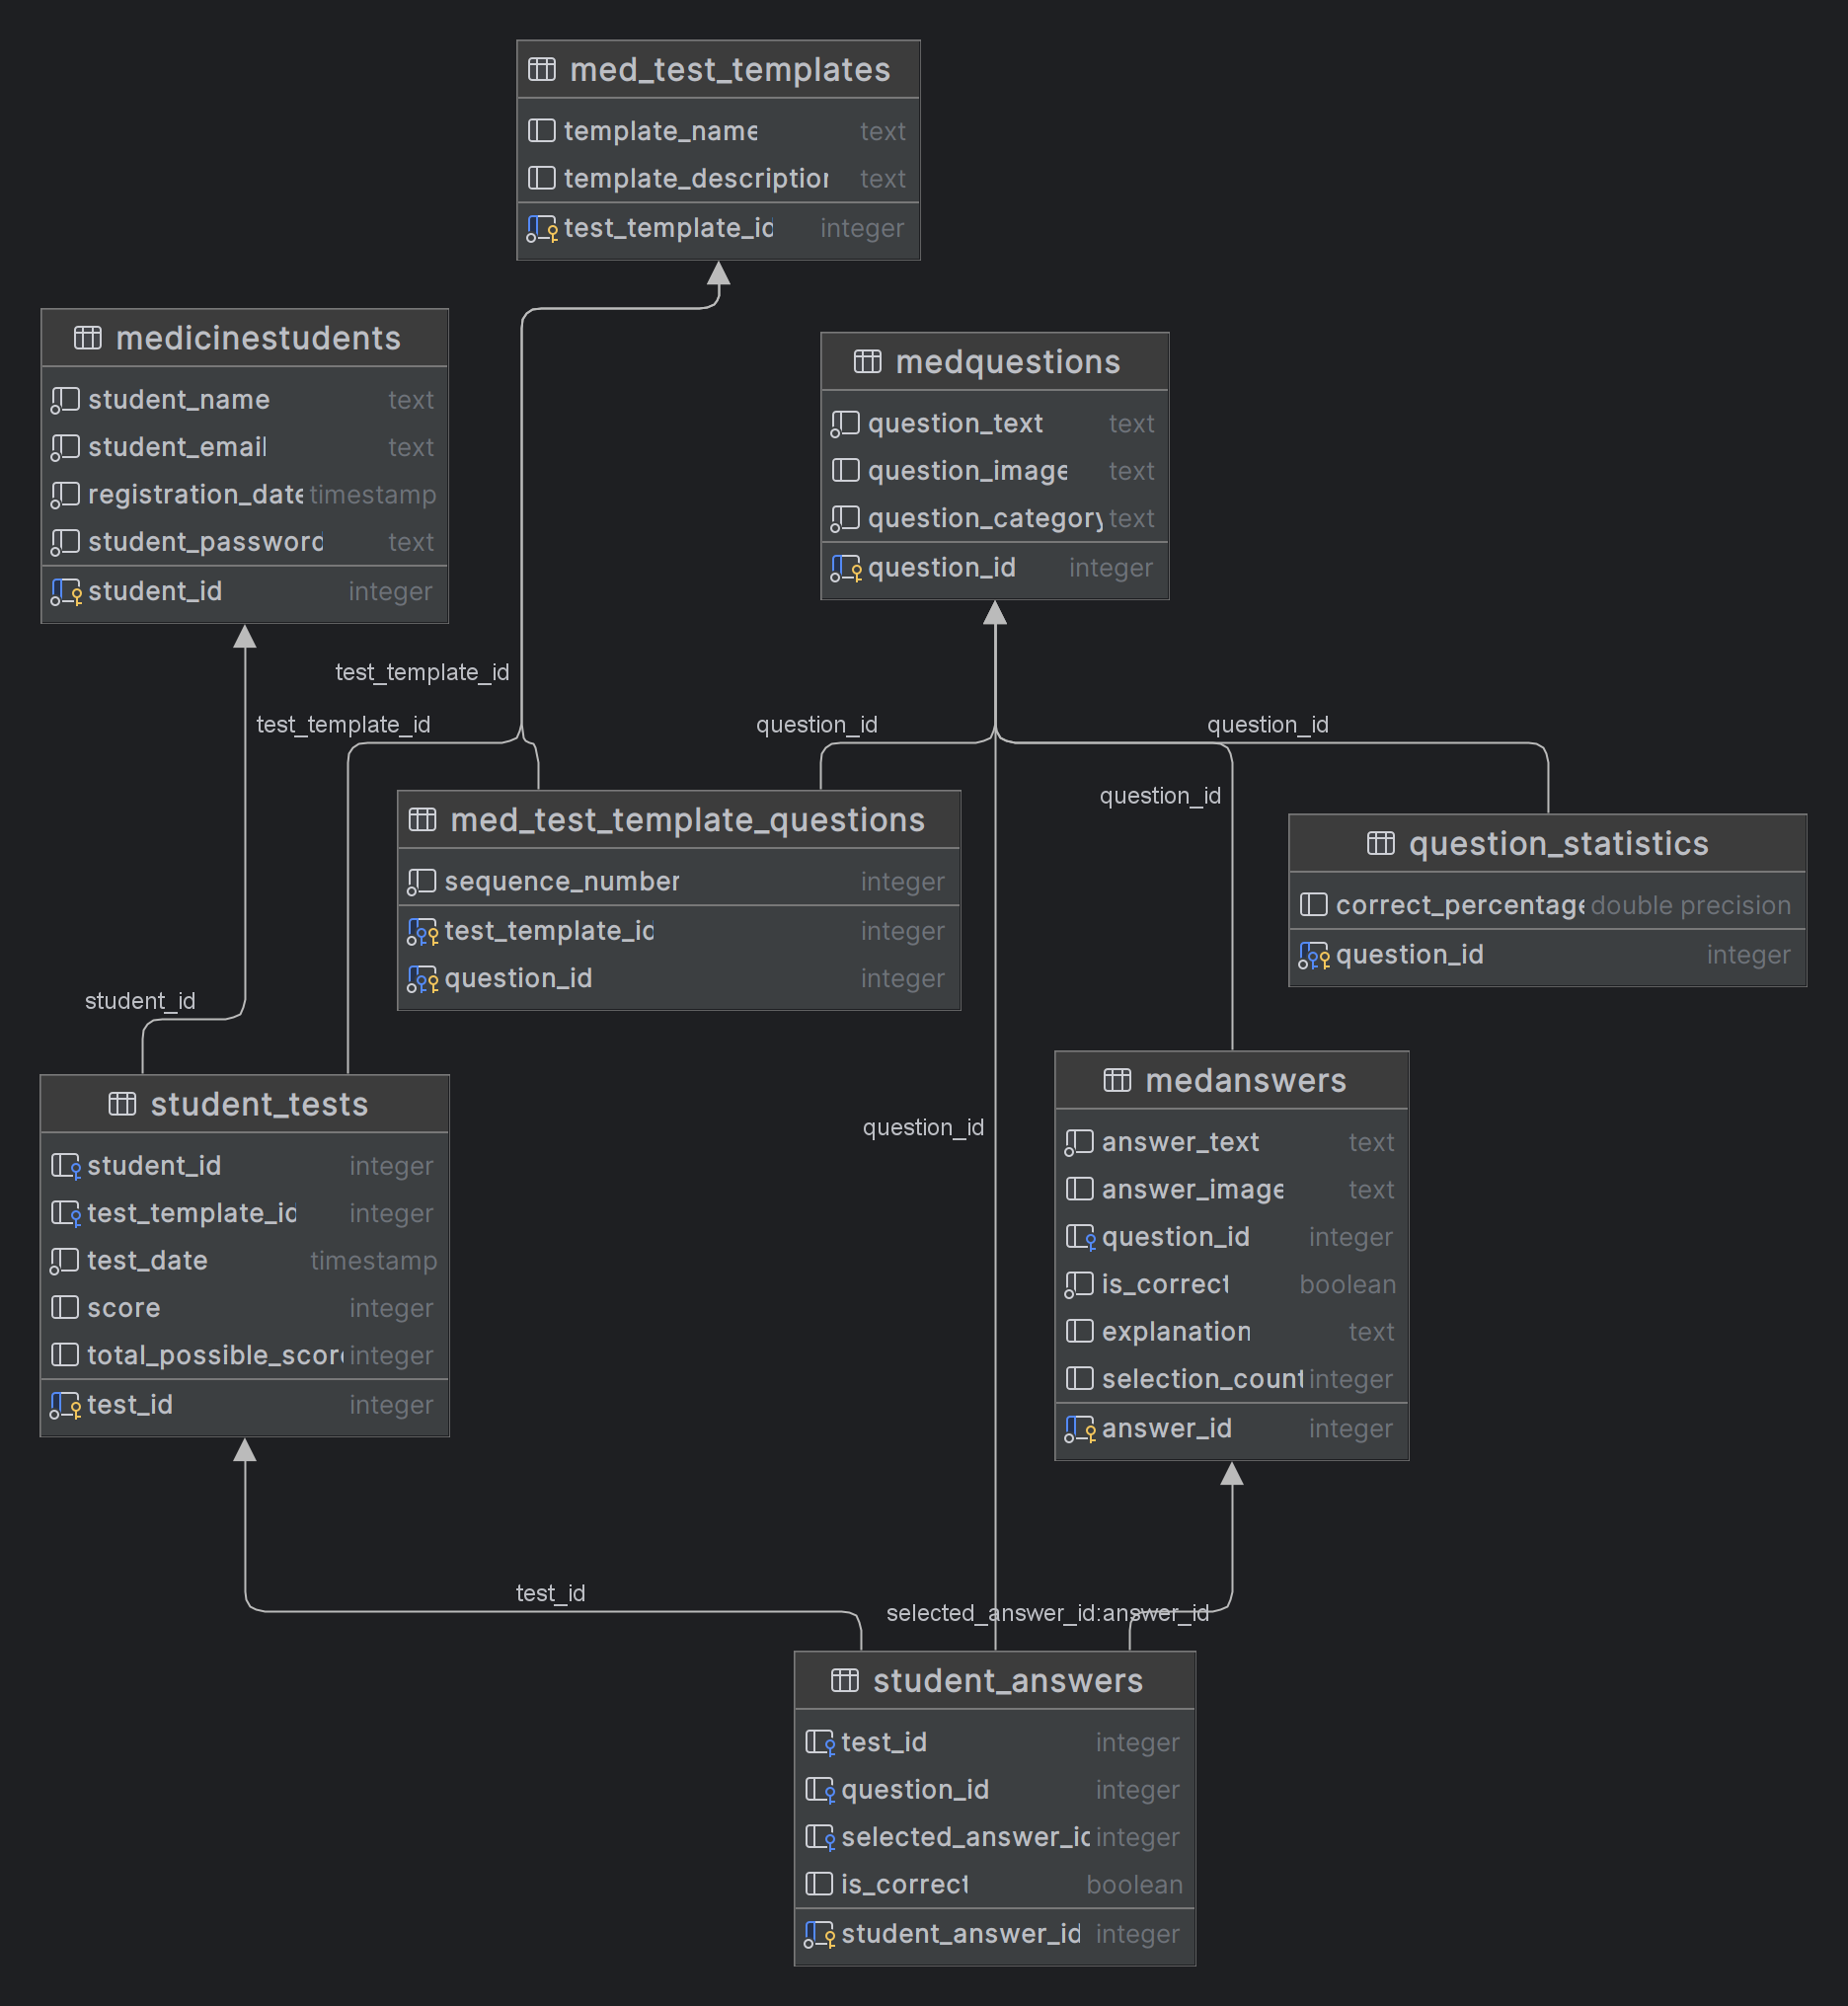 med_test_templates
template_name text
template_description text
test_template_id integer
medicinestudents
student_name text
student_email text
registration_date timestamp
student_password text
student_id integer
medquestions
question_text text
question_image text
question_category text
question_id integer
test_template_id
test_template_id
question_id
question_id
question_id
med_test_template_questions
sequence_number integer
test_template_id integer
question_id integer
question_statistics
correct_percentage double precision
question_id integer
student_id
student_tests
student_id integer
test_template_id integer
test_date timestamp
score integer
total_possible_score integer
test_id integer
question_id
medanswers
answer_text text
answer_image text
question_id integer
is_correct boolean
explanation text
selection_count integer
answer_id integer
test_id
selected_answer_id:answer_id
student_answers
test_id integer
question_id integer
selected_answer_id integer
is_correct boolean
student_answer_id integer